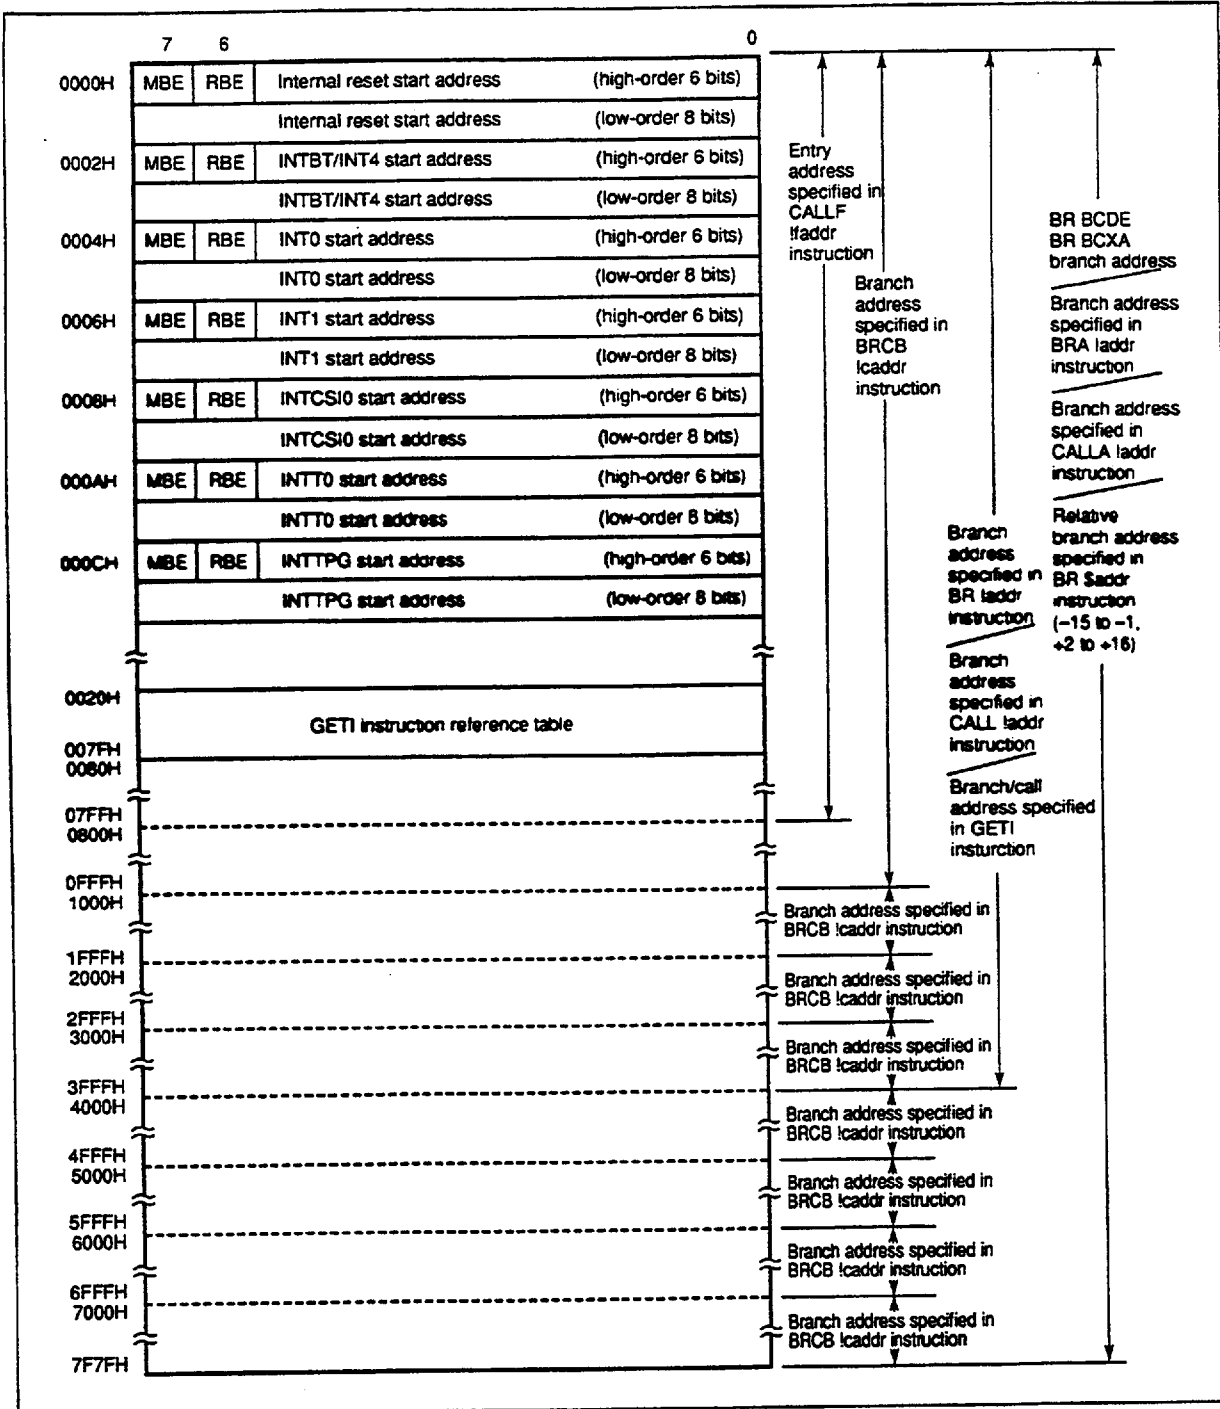 7 6 0
0000H MBE RBE Internal reset start address (high-order 6 bits)
Internal reset start address (low-order 8 bits)
0002H MBE RBE INTBT/INT4 start address (high-order 6 bits)
INTBT/INT4 start address (low-order 8 bits)
0004H MBE RBE INT0 start address (high-order 6 bits)
INT0 start address (low-order 8 bits)
0006H MBE RBE INT1 start address (high-order 6 bits)
INT1 start address (low-order 8 bits)
0008H MBE RBE INTCSI0 start address (high-order 6 bits)
INTCSI0 start address (low-order 8 bits)
000AH MBE RBE INTT0 start address (high-order 6 bits)
INTT0 start address (low-order 8 bits)
000CH MBE RBE INTTPG start address (high-order 6 bits)
INTTPG start address (low-order 8 bits)
0020H
GETI instruction reference table
007FH
0080H
07FFH
0800H
0FFFH
1000H
1FFFH
2000H
2FFFH
3000H
3FFFH
4000H
4FFFH
5000H
5FFFH
6000H
6FFFH
7000H
7F7FH
Entry
address
specified in
CALLF
!faddr
instruction
Branch
address
specified in
BRCB
!caddr
instruction
Branch
address
specified in
BR !addr
instruction
Branch
address
specified in
CALL !addr
instruction
Branch/call
address specified
in GETI
insturction
BR BCDE
BR BCXA
branch address
Branch address
specified in
BRA !addr
instruction
Branch address
specified in
CALLA !addr
instruction
Relative
branch address
specified in
BR $addr
instruction
(–15 to –1,
+2 to +16)
Branch address specified in
BRCB !caddr instruction
Branch address specified in
BRCB !caddr instruction
Branch address specified in
BRCB !caddr instruction
Branch address specified in
BRCB !caddr instruction
Branch address specified in
BRCB !caddr instruction
Branch address specified in
BRCB !caddr instruction
Branch address specified in
BRCB !caddr instruction